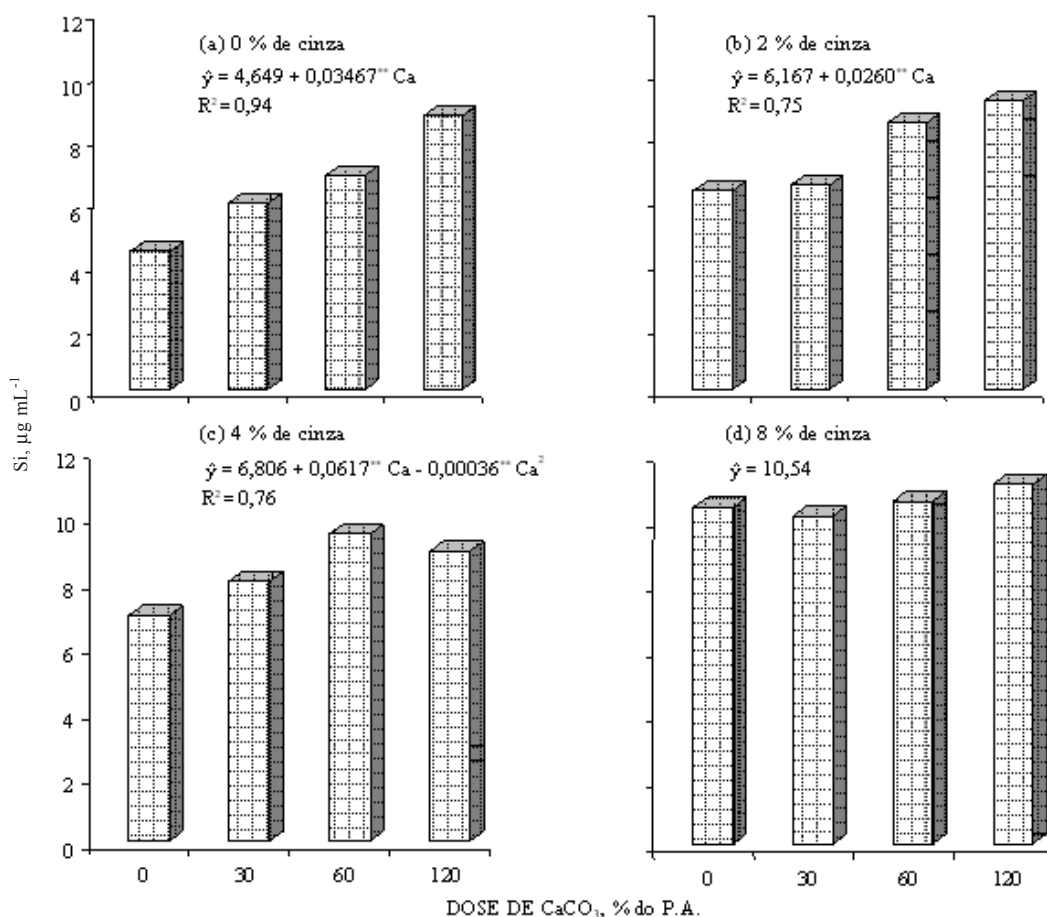 12
10
8
6
4
2
0
(a) 0 % de cinza
ŷ = 4,649 + 0,03467** Ca
R² = 0,94
(b) 2 % de cinza
ŷ = 6,167 + 0,0260** Ca
R² = 0,75
Si, µg mL⁻¹
12
10
8
6
4
2
0
(c) 4 % de cinza
ŷ = 6,806 + 0,0617** Ca - 0,00036** Ca²
R² = 0,76
(d) 8 % de cinza
ŷ = 10,54
0 30 60 120
0 30 60 120
DOSE DE CaCO₃, % do P.A.